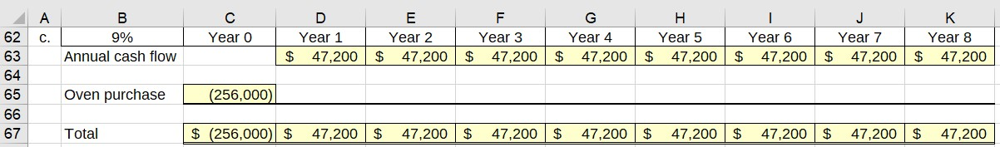 A B C D E F G H I J K
62 c. 9% Year 0 Year 1 Year 2 Year 3 Year 4 Year 5 Year 6 Year 7 Year 8
63 Annual cash flow $ 47,200 $ 47,200 $ 47,200 $ 47,200 $ 47,200 $ 47,200 $ 47,200 $ 47,200
64
65 Oven purchase (256,000)
66
67 Total $ (256,000) $ 47,200 $ 47,200 $ 47,200 $ 47,200 $ 47,200 $ 47,200 $ 47,200 $ 47,200